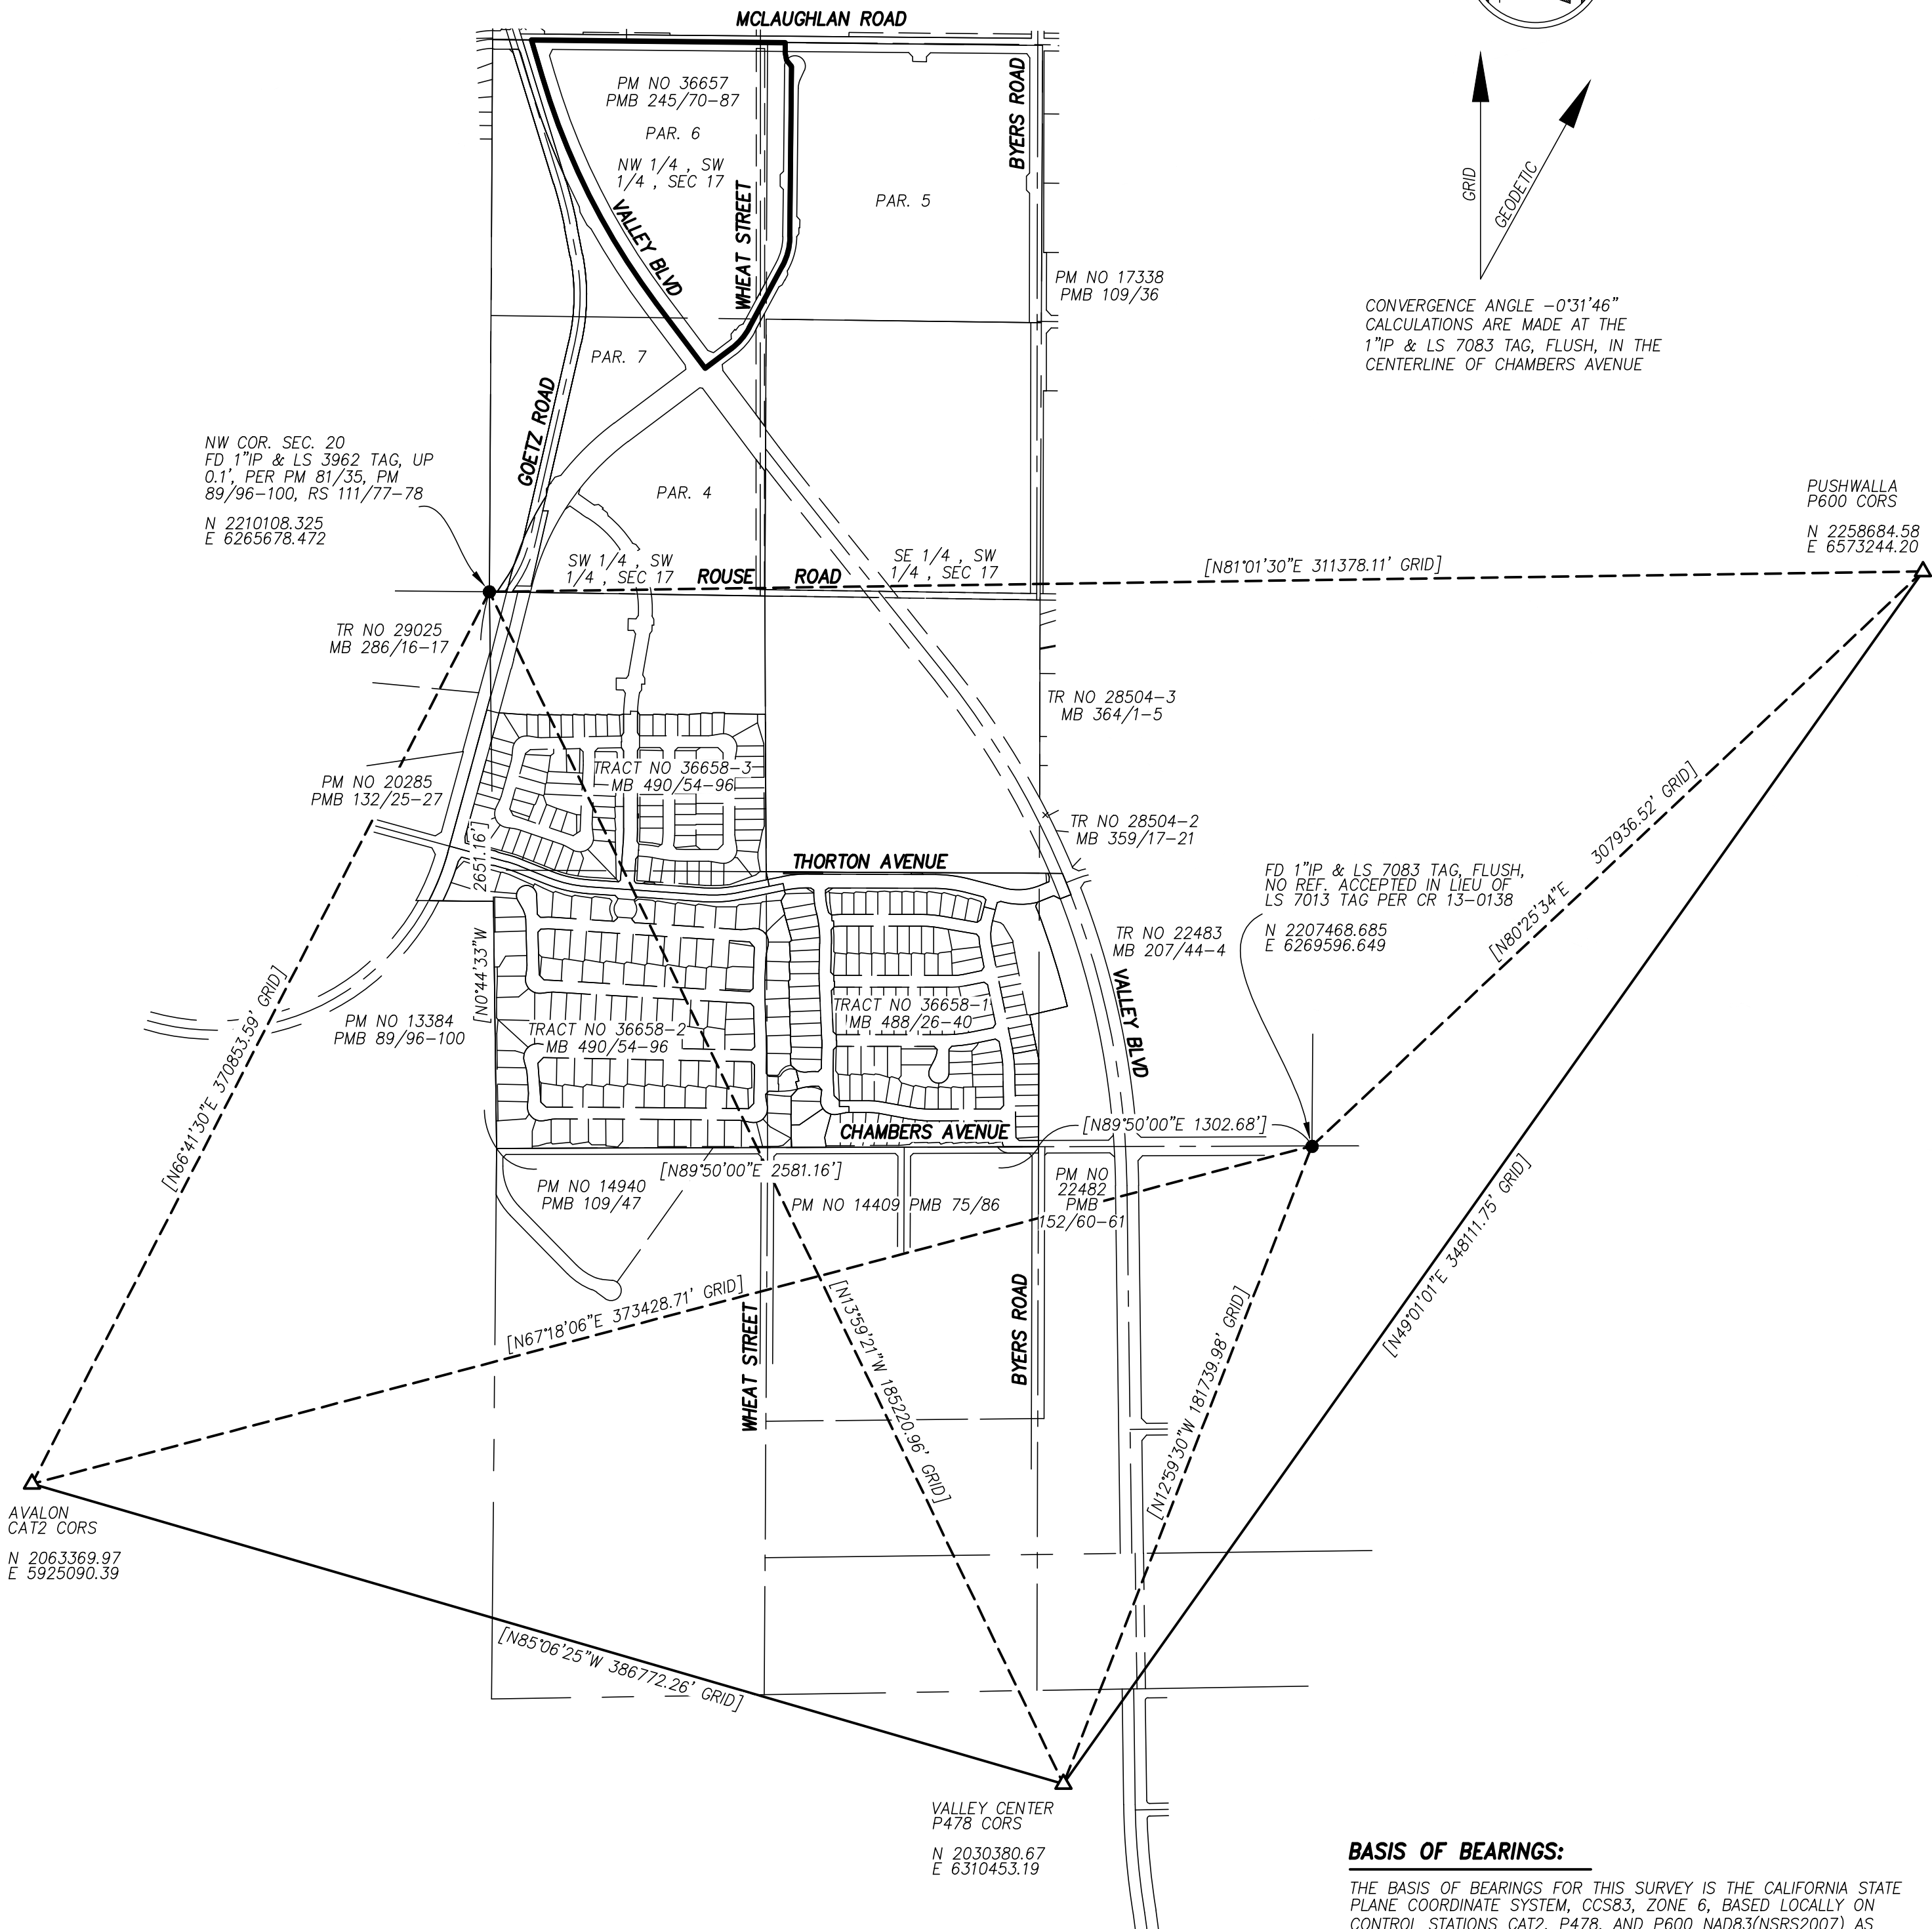 MCLAUGHLAN ROAD
PM NO 36657
PMB 245/70-87
PAR. 6
NW 1/4 , SW
1/4 , SEC 17
VALLEY BLVD
WHEAT STREET
BYERS ROAD
PAR. 5
GRID
GEODETIC
PM NO 17338
PMB 109/36
CONVERGENCE ANGLE -0°31'46"
CALCULATIONS ARE MADE AT THE
1"IP & LS 7083 TAG, FLUSH, IN THE
CENTERLINE OF CHAMBERS AVENUE
PAR. 7
GOETZ ROAD
NW COR. SEC. 20
FD 1"IP & LS 3962 TAG, UP
0.1', PER PM 81/35, PM
89/96-100, RS 111/77-78
N 2210108.325
E 6265678.472
PAR. 4
PUSHWALLA
P600 CORS
N 2258684.58
E 6573244.20
SW 1/4 , SW
1/4 , SEC 17
ROUSE ROAD
SE 1/4 , SW
1/4 , SEC 17
[N81°01'30"E 311378.11' GRID]
TR NO 29025
MB 286/16-17
TR NO 28504-3
MB 364/1-5
PM NO 20285
PMB 132/25-27
TRACT NO 36658-3
MB 490/54-96
TR NO 28504-2
MB 359/17-21
[N80°25'34"E 307936.52' GRID]
THORTON AVENUE
[N0°44'33"W 2651.16']
FD 1"IP & LS 7083 TAG, FLUSH,
NO REF. ACCEPTED IN LIEU OF
LS 7013 TAG PER CR 13-0138
N 2207468.685
E 6269596.649
TR NO 22483
MB 207/44-4
VALLEY BLVD
[N66°41'30"E 370853.59' GRID]
PM NO 13384
PMB 89/96-100
TRACT NO 36658-2
MB 490/54-96
TRACT NO 36658-1
MB 488/26-40
CHAMBERS AVENUE
[N89°50'00"E 1302.68']
[N89°50'00"E 2581.16']
PM NO 14940
PMB 109/47
PM NO 14409 PMB 75/86
PM NO
22482
PMB
152/60-61
[N49°01'01"E 348111.75' GRID]
[N67°18'06"E 373428.71' GRID]
WHEAT STREET
[N13°59'21"W 185220.96' GRID]
BYERS ROAD
[N12°59'30"W 181739.98' GRID]
AVALON
CAT2 CORS
N 2063369.97
E 5925090.39
[N85°06'25"W 386772.26' GRID]
VALLEY CENTER
P478 CORS
N 2030380.67
E 6310453.19
BASIS OF BEARINGS:
THE BASIS OF BEARINGS FOR THIS SURVEY IS THE CALIFORNIA STATE
PLANE COORDINATE SYSTEM, CCS83, ZONE 6, BASED LOCALLY ON
CONTROL STATIONS CAT2, P478, AND P600 NAD83(NSRS2007) AS